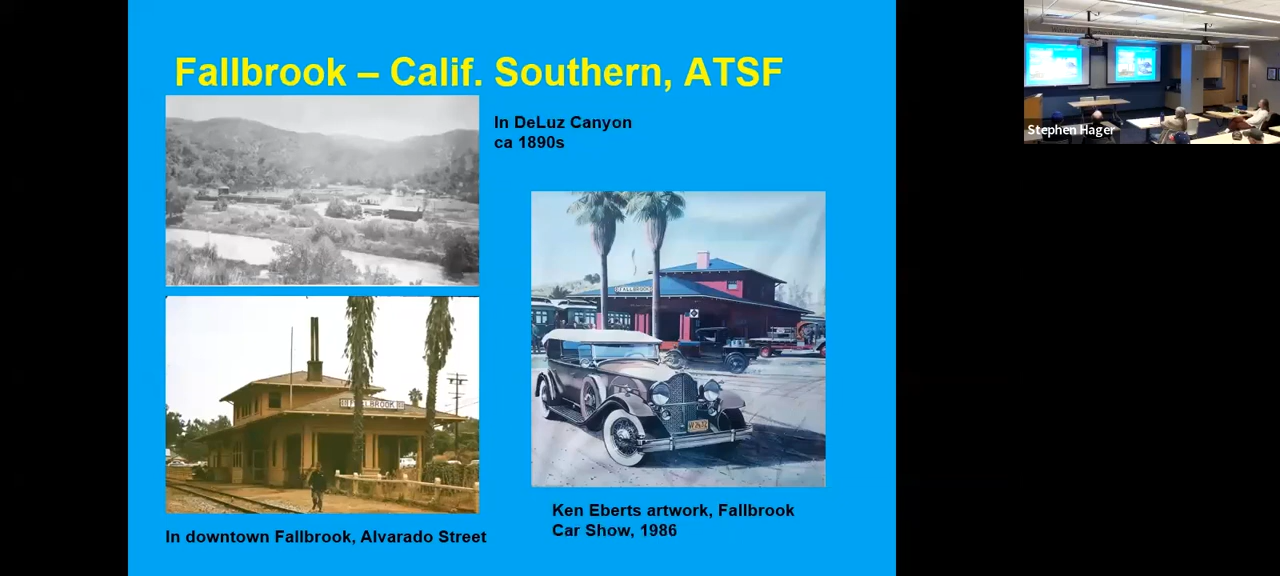 Fallbrook – Calif. Southern, ATSF
In DeLuz Canyon
ca 1890s
FALLBROOK
FALLBROOK
In downtown Fallbrook, Alvarado Street
Ken Eberts artwork, Fallbrook
Car Show, 1986
Stephen Hager